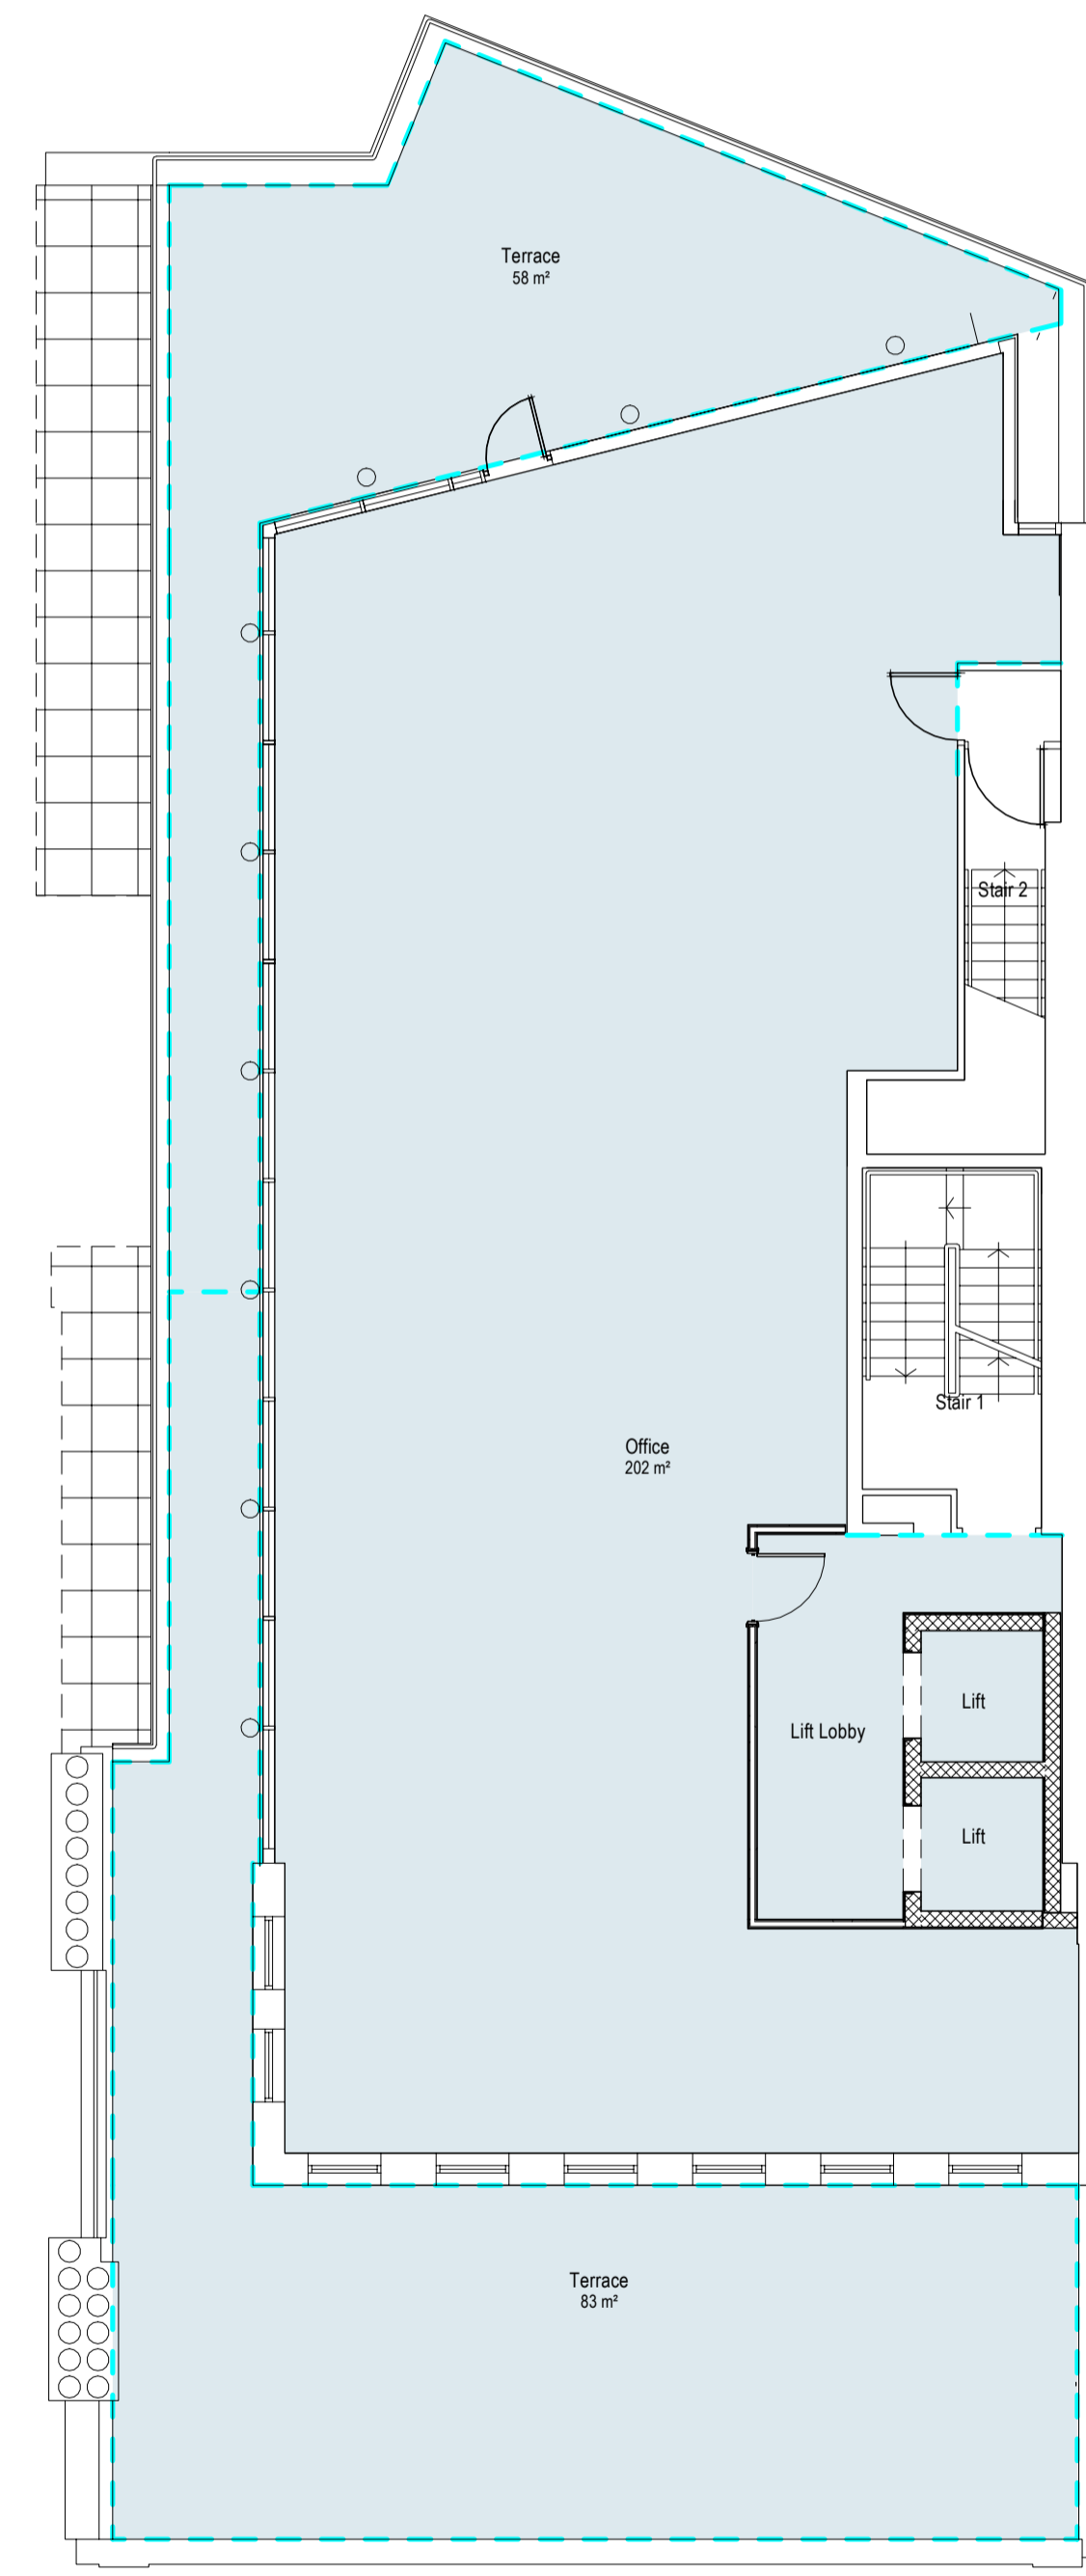 Terrace
58 m²
Stair 2
Stair 1
Office
202 m²
Lift
Lift Lobby
Lift
Terrace
83 m²